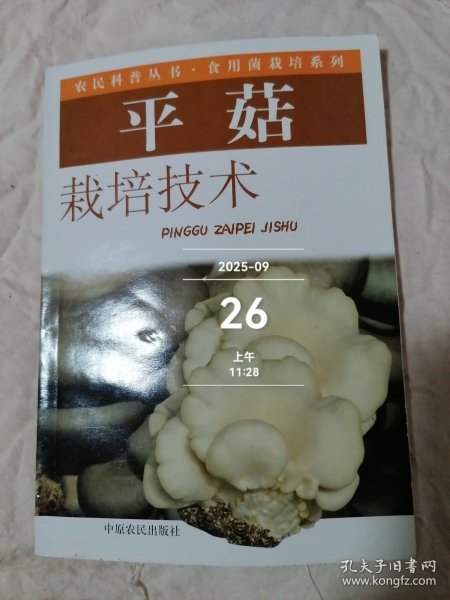 农民科普丛书·食用菌栽培系列
平菇
栽培技术
PINGGU ZAIPEI JISHU
2025-09
26
上午
11:28
中原农民出版社
孔夫子旧书网
www.kongfz.com